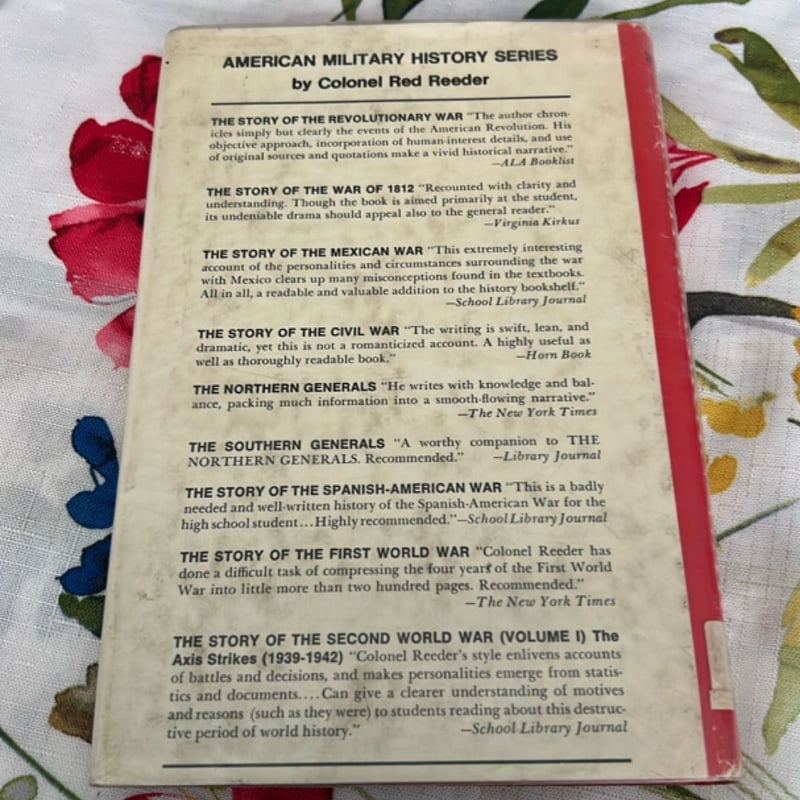 AMERICAN MILITARY HISTORY SERIES
by Colonel Red Reeder
THE STORY OF THE REVOLUTIONARY WAR "The author chron-
icles simply but clearly the events of the American Revolution. His
objective approach, incorporation of human-interest details, and use
of original sources and quotations make a vivid historical narrative."
—ALA Booklist
THE STORY OF THE WAR OF 1812 "Recounted with clarity and
understanding. Though the book is aimed primarily at the student,
its undeniable drama should appeal also to the general reader."
—Virginia Kirkus
THE STORY OF THE MEXICAN WAR "This extremely interesting
account of the personalities and circumstances surrounding the war
with Mexico clears up many misconceptions found in the textbooks.
All in all, a readable and valuable addition to the history bookshelf."
—School Library Journal
THE STORY OF THE CIVIL WAR "The writing is swift, lean, and
dramatic, yet this is not a romanticized account. A highly useful as
well as thoroughly readable book." —Horn Book
THE NORTHERN GENERALS "He writes with knowledge and bal-
ance, packing much information into a smooth-flowing narrative."
—The New York Times
THE SOUTHERN GENERALS "A worthy companion to THE
NORTHERN GENERALS. Recommended." —Library Journal
THE STORY OF THE SPANISH-AMERICAN WAR "This is a badly
needed and well-written history of the Spanish-American War for the
high school student...Highly recommended."—School Library Journal
THE STORY OF THE FIRST WORLD WAR "Colonel Reeder has
done a difficult task of compressing the four years of the First World
War into little more than two hundred pages. Recommended."
—The New York Times
THE STORY OF THE SECOND WORLD WAR (VOLUME I) The
Axis Strikes (1939-1942) "Colonel Reeder's style enlivens accounts
of battles and decisions, and makes personalities emerge from statis-
tics and documents....Can give a clearer understanding of motives
and reasons (such as they were) to students reading about this destruc-
tive period of world history." —School Library Journal